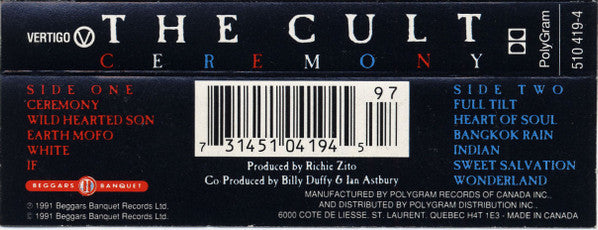 VERTIGO V THE CULT
CEREMONY
PolyGram
510 419-4
SIDE ONE
CEREMONY
WILD HEARTED SON
EARTH MOFO
WHITE
IF
BEGGARS BANQUET
℗ 1991 Beggars Banquet Records Ltd.
© 1991 Beggars Banquet Records Ltd.
97
7 31451 04194 5
Produced by Richie Zito
Co-Produced by Billy Duffy & Ian Astbury
SIDE TWO
FULL TILT
HEART OF SOUL
BANGKOK RAIN
INDIAN
SWEET SALVATION
WONDERLAND
MANUFACTURED BY POLYGRAM RECORDS OF CANADA INC.,
AND DISTRIBUTED BY POLYGRAM DISTRIBUTION INC.,
6000 COTE DE LIESSE. ST. LAURENT. QUEBEC H4T 1E3 - MADE IN CANADA